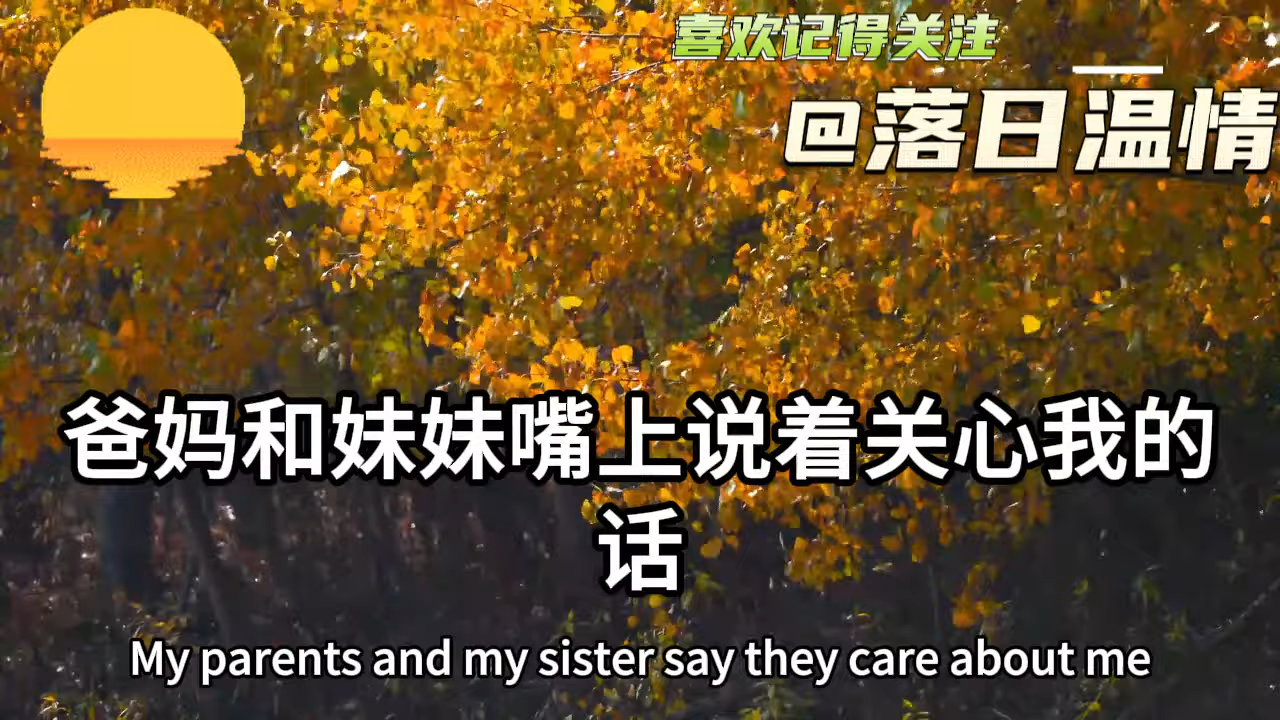 喜欢记得关注
@落日温情
爸妈和妹妹嘴上说着关心我的
话
My parents and my sister say they care about me